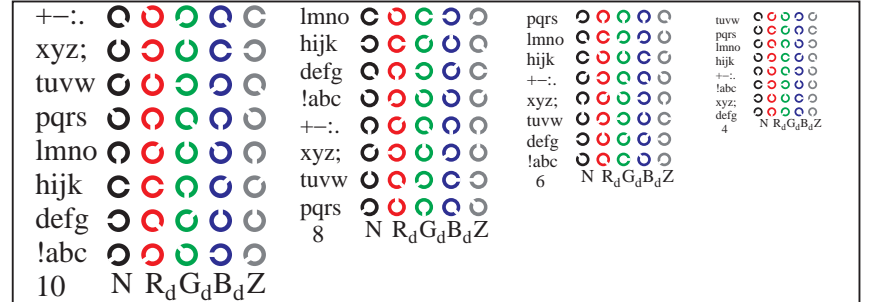 +−:.
xyz;
tuvw
pqrs
lmno
hijk
defg
!abc
10 N RdGdBdZ
lmno
hijk
defg
!abc
+−:.
xyz;
tuvw
pqrs
8 N RdGdBdZ
pqrs
lmno
hijk
+−:.
xyz;
tuvw
defg
!abc
6 N RdGdBdZ
tuvw
pqrs
lmno
hijk
+−:.
!abc
xyz;
defg
4 N RdGdBdZ